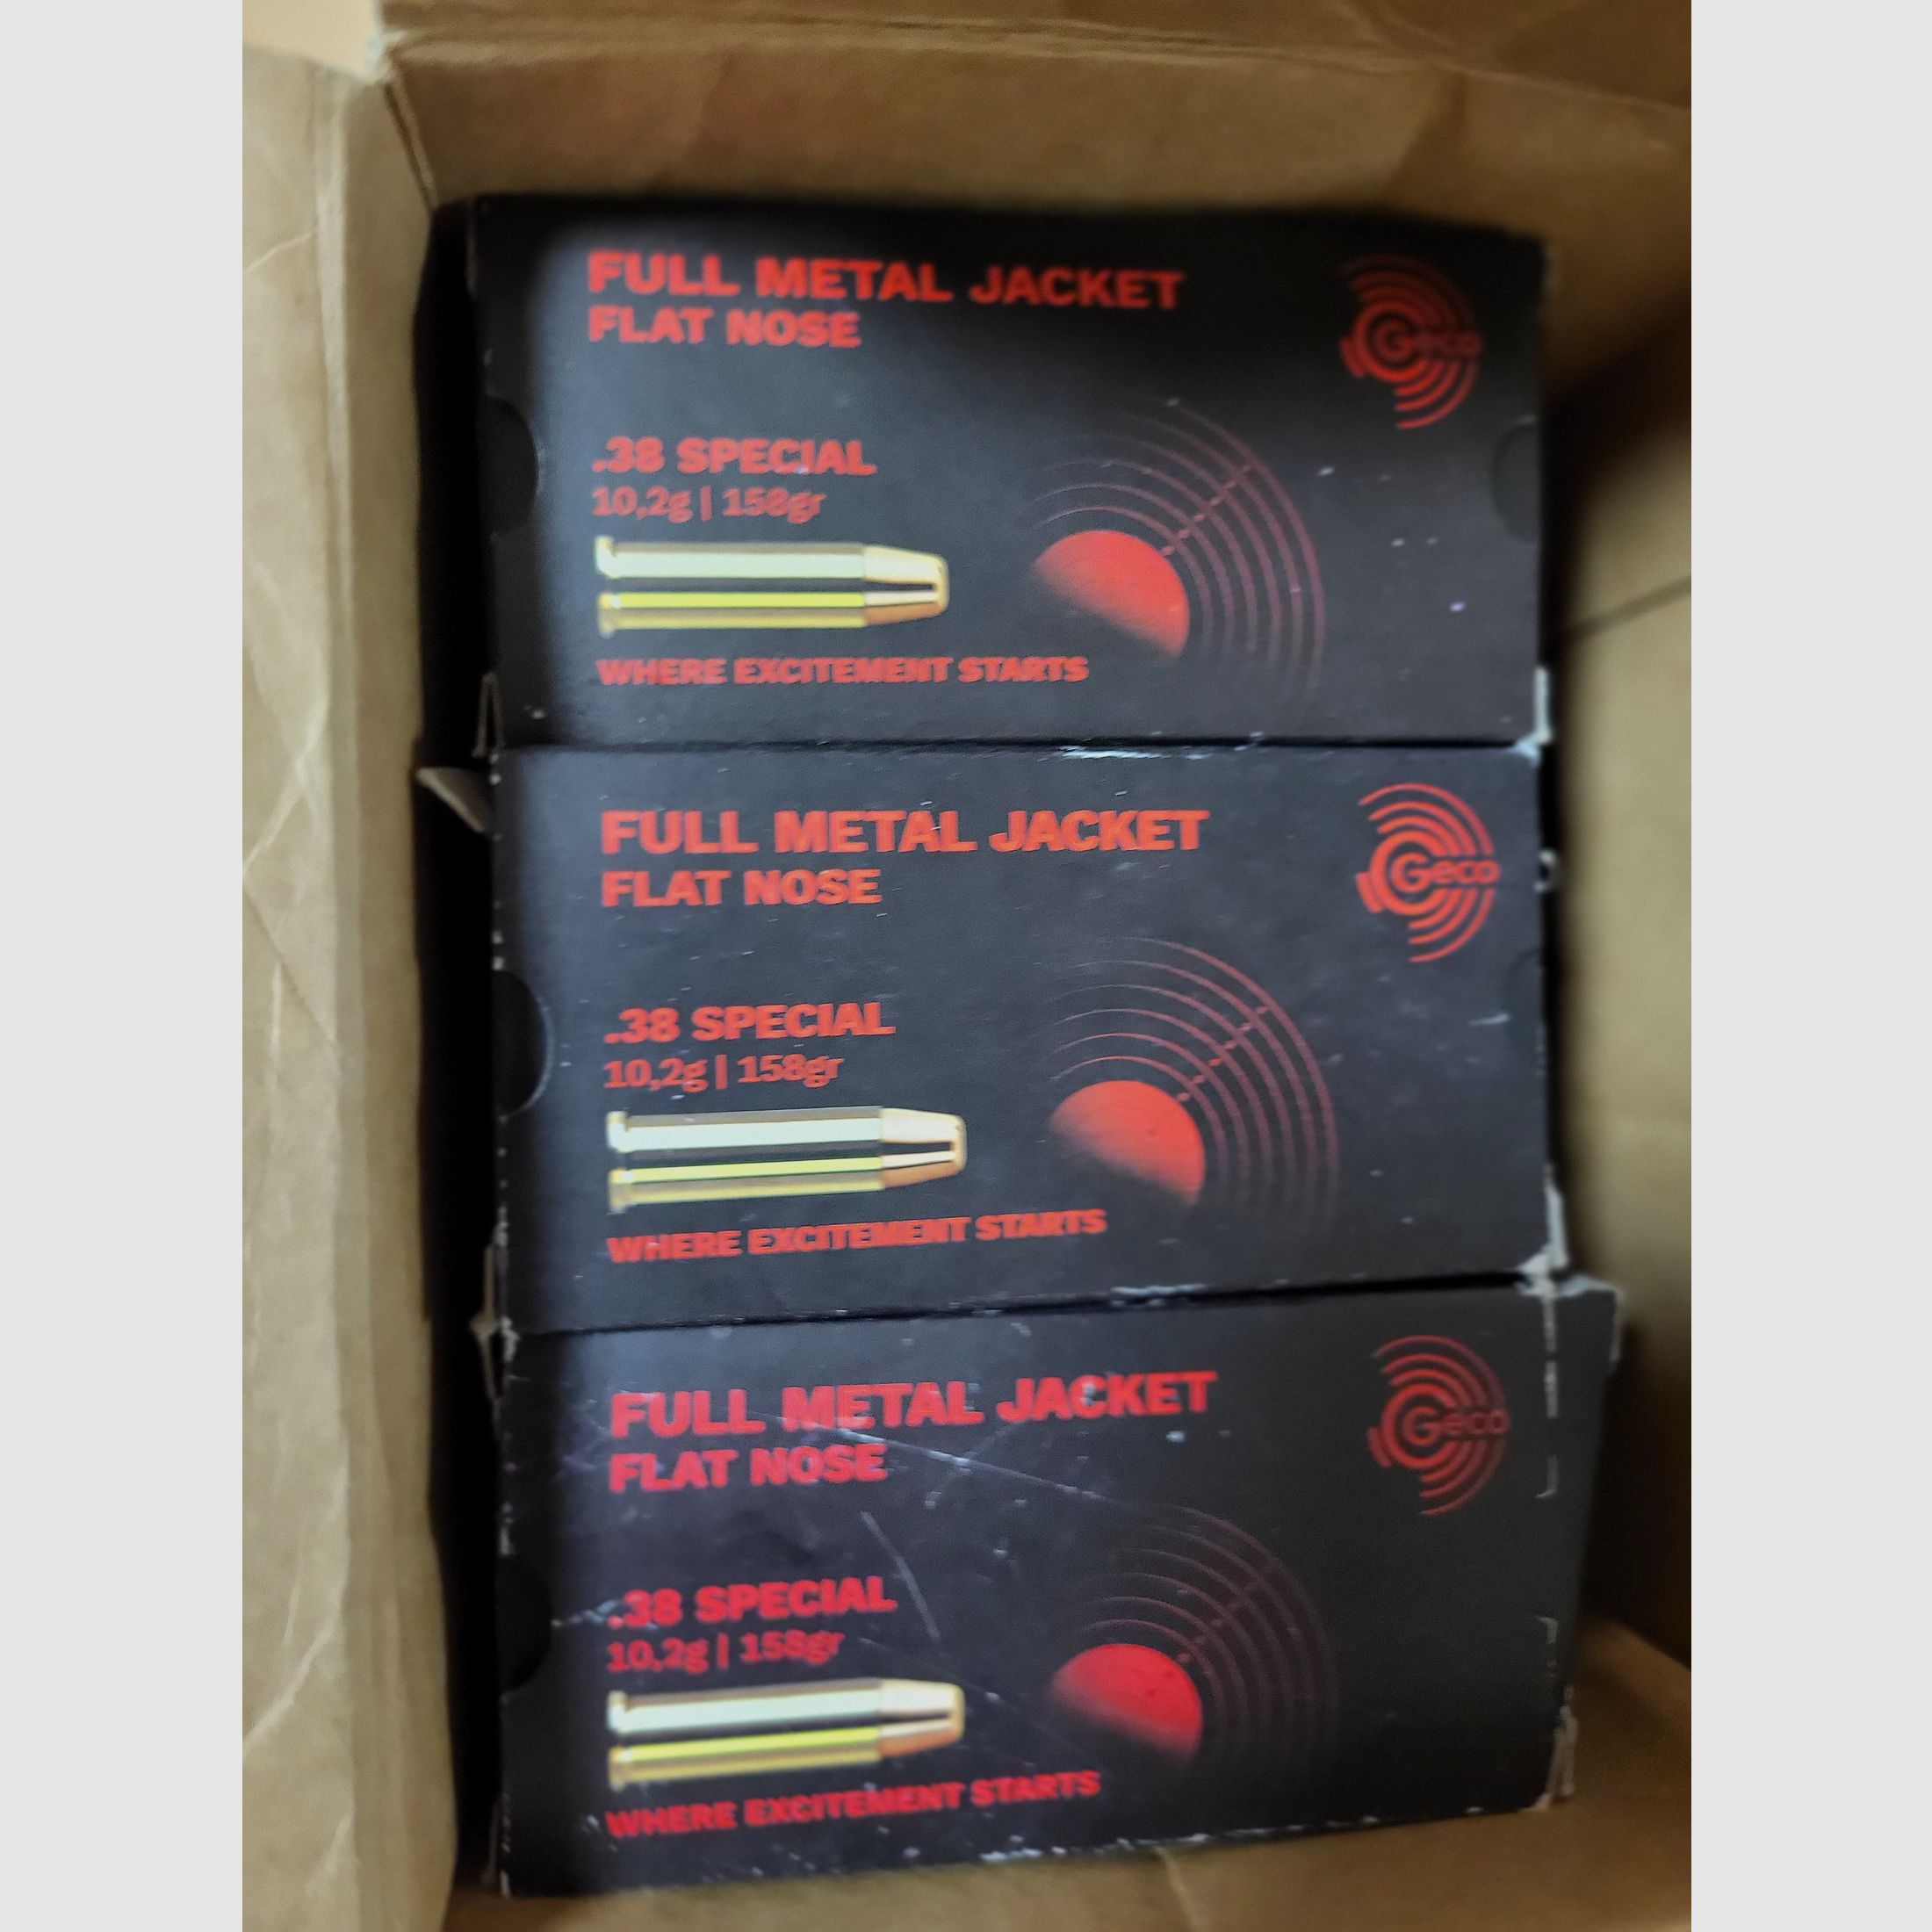 FULL METAL JACKET
FLAT NOSE
Geco
.38 SPECIAL
10,2g | 158gr
WHERE EXCITEMENT STARTS
FULL METAL JACKET
FLAT NOSE
Geco
.38 SPECIAL
10,2g | 158gr
WHERE EXCITEMENT STARTS
FULL METAL JACKET
FLAT NOSE
Geco
.38 SPECIAL
10,2g | 158gr
WHERE EXCITEMENT STARTS